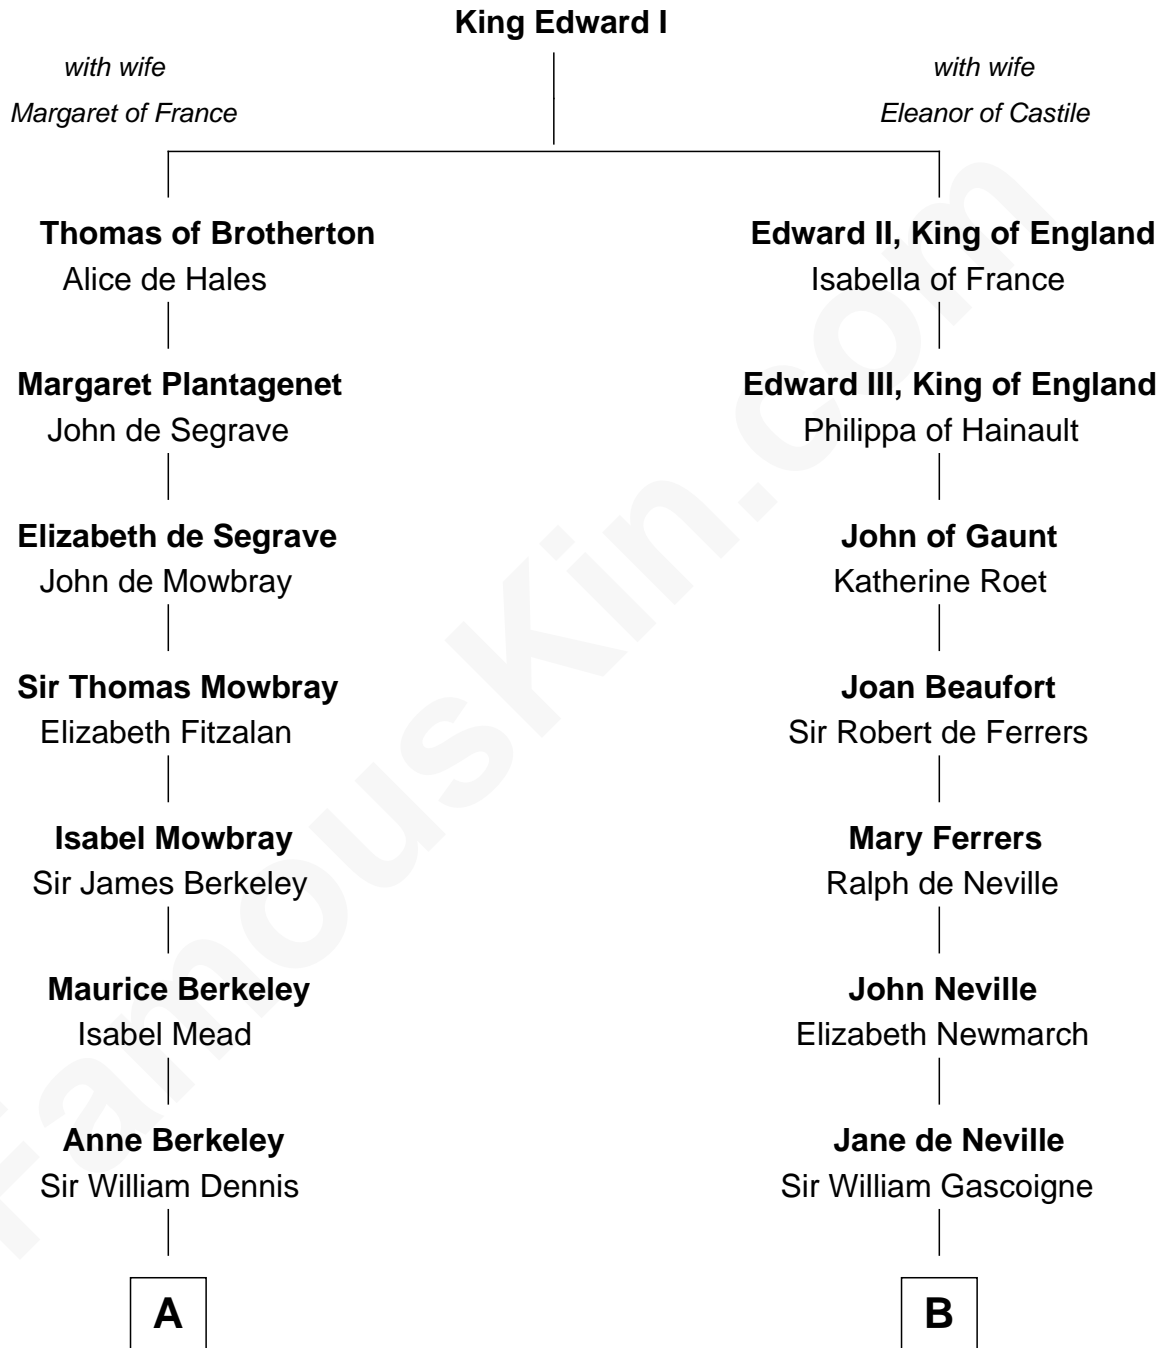 King Edward I
with wife
Margaret of France
with wife
Eleanor of Castile
Thomas of Brotherton
Alice de Hales
Margaret Plantagenet
John de Segrave
Elizabeth de Segrave
John de Mowbray
Sir Thomas Mowbray
Elizabeth Fitzalan
Isabel Mowbray
Sir James Berkeley
Maurice Berkeley
Isabel Mead
Anne Berkeley
Sir William Dennis
A
Edward II, King of England
Isabella of France
Edward III, King of England
Philippa of Hainault
John of Gaunt
Katherine Roet
Joan Beaufort
Sir Robert de Ferrers
Mary Ferrers
Ralph de Neville
John Neville
Elizabeth Newmarch
Jane de Neville
Sir William Gascoigne
B
FamousKin.com